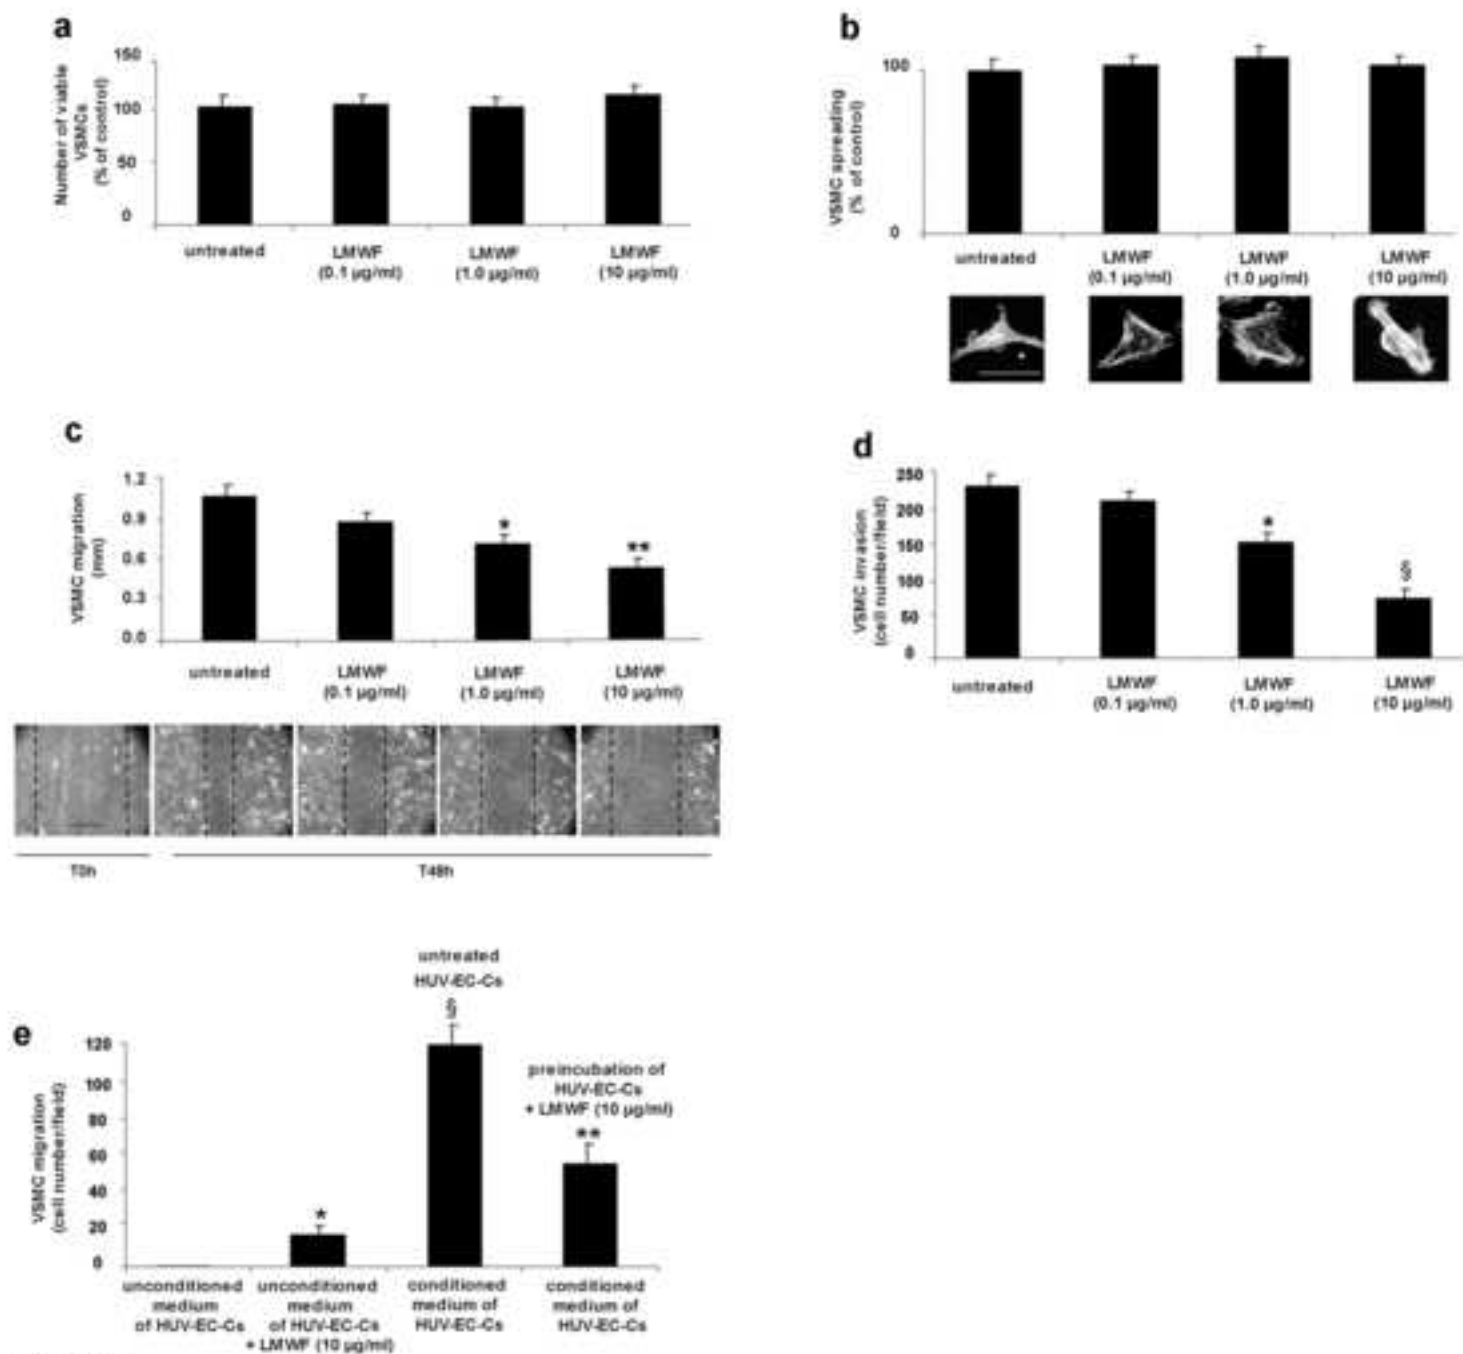 a
Number of viable
VSMCs
(% of control)
150
100
50
0
untreated
LMWF
(0.1 µg/ml)
LMWF
(1.0 µg/ml)
LMWF
(10 µg/ml)
b
VSMC spreading
(% of control)
100
0
untreated
LMWF
(0.1 µg/ml)
LMWF
(1.0 µg/ml)
LMWF
(10 µg/ml)
c
VSMC migration
(mm)
1.2
0.9
0.6
0.3
0.0
*
**
untreated
LMWF
(0.1 µg/ml)
LMWF
(1.0 µg/ml)
LMWF
(10 µg/ml)
T0h
T48h
d
VSMC invasion
(cell number/field)
250
200
150
100
50
0
*
§
untreated
LMWF
(0.1 µg/ml)
LMWF
(1.0 µg/ml)
LMWF
(10 µg/ml)
e
VSMC migration
(cell number/field)
120
100
80
60
40
20
0
*
untreated
HUV-EC-Cs
§
preincubation of
HUV-EC-Cs
+ LMWF (10 µg/ml)
**
unconditioned
medium
of HUV-EC-Cs
unconditioned
medium
of HUV-EC-Cs
+ LMWF (10 µg/ml)
conditioned
medium of
HUV-EC-Cs
conditioned
medium of
HUV-EC-Cs